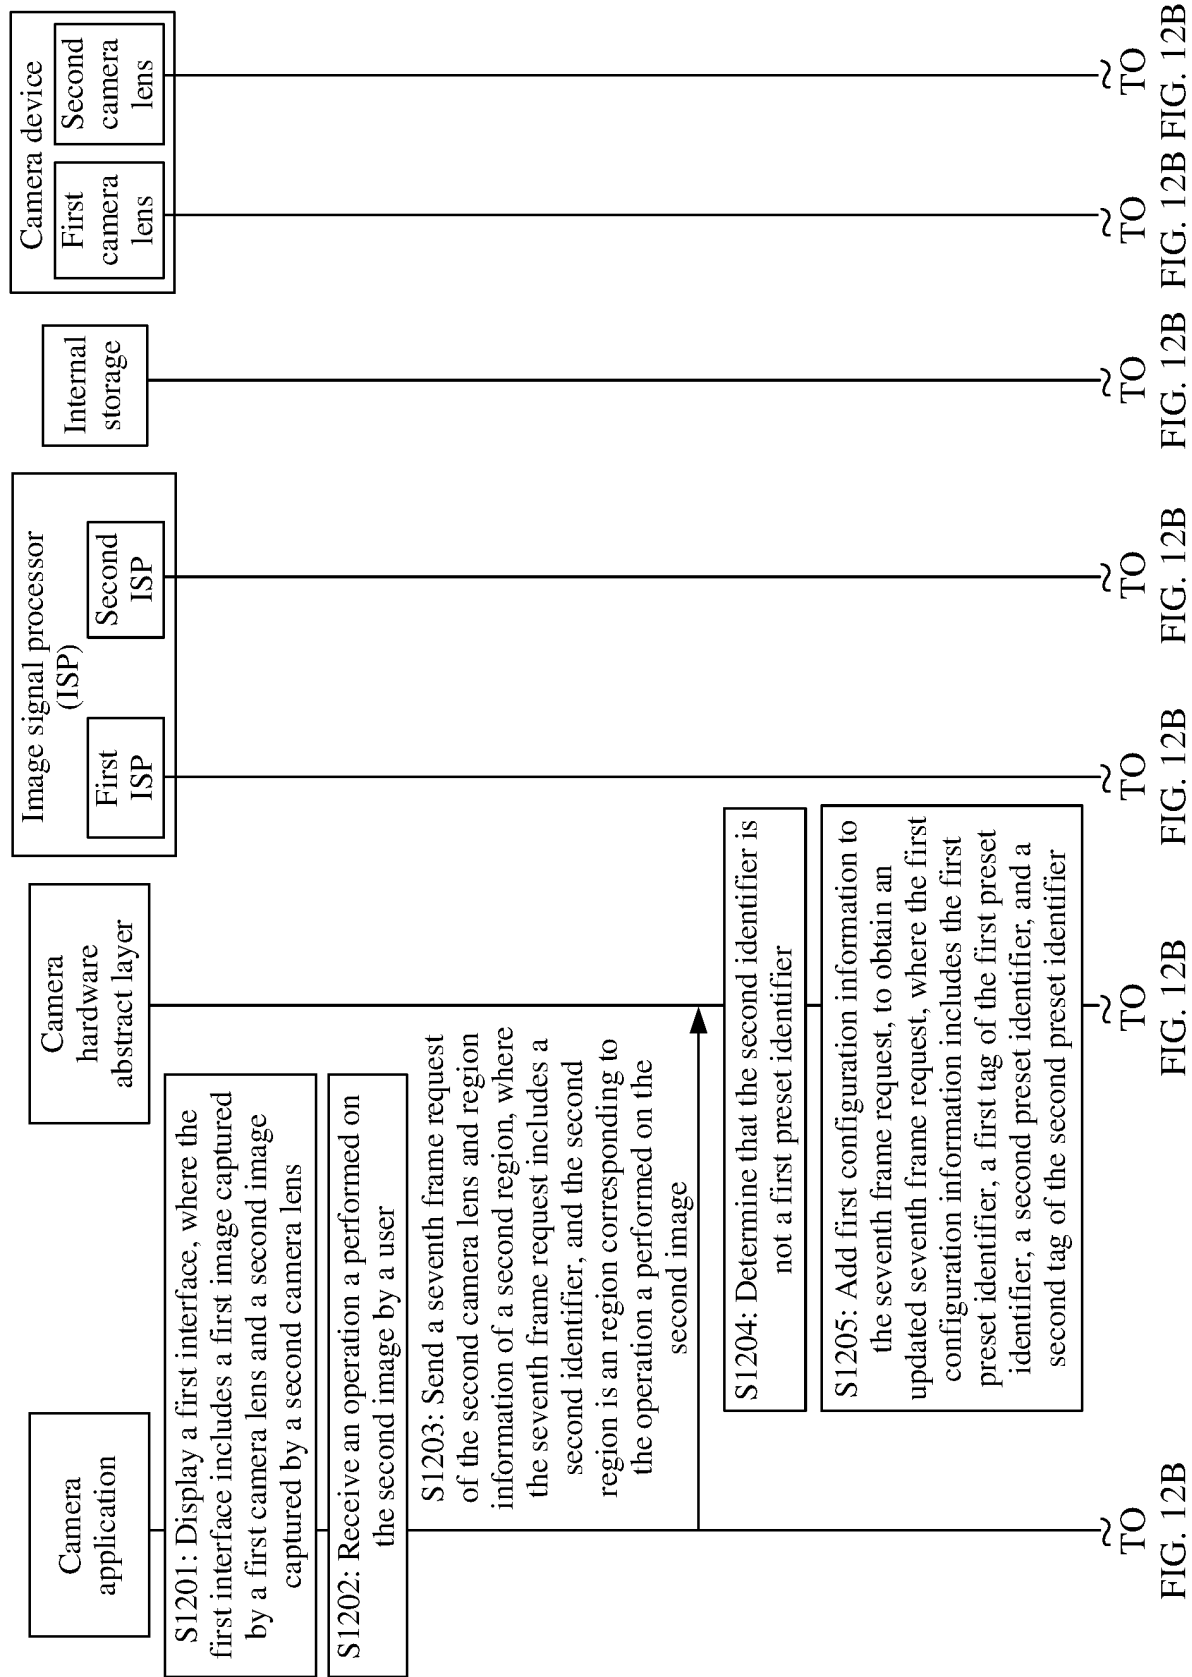 Camera
application
Camera
hardware
abstract layer
Image signal processor
(ISP)
First
ISP
Second
ISP
Internal
storage
Camera device
First
camera
lens
Second
camera
lens
S1201: Display a first interface, where the
first interface includes a first image captured
by a first camera lens and a second image
captured by a second camera lens
S1202: Receive an operation a performed on
the second image by a user
S1203: Send a seventh frame request
of the second camera lens and region
information of a second region, where
the seventh frame request includes a
second identifier, and the second
region is an region corresponding to
the operation a performed on the
second image
S1204: Determine that the second identifier is
not a first preset identifier
S1205: Add first configuration information to
the seventh frame request, to obtain an
updated seventh frame request, where the first
configuration information includes the first
preset identifier, a first tag of the first preset
identifier, a second preset identifier, and a
second tag of the second preset identifier
TO
FIG. 12B
TO
FIG. 12B
TO
FIG. 12B
TO
FIG. 12B
TO
FIG. 12B
TO
FIG. 12B
TO
FIG. 12B